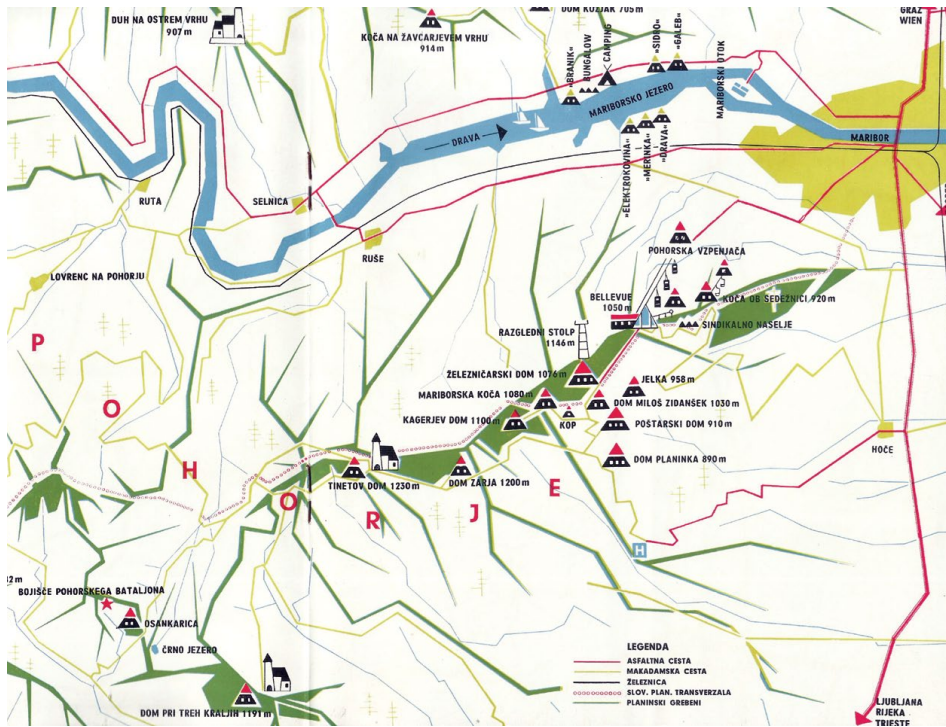 DUH NA OSTREM VRHU
907 m
KOČA NA ŽAVCARJEVEM VRHU
914 m
DOM KOZJAK 705 m
»BRANIK«
BUNGALOW
CAMPING
»SIDRO«
»GALEB«
MARIBORSKI OTOK
GRAZ
WIEN
MARIBORSKO JEZERO
DRAVA
MARIBOR
»ELEKTROKOVINA«
»MERINKA«
»DRAVA«
RUTA
SELNICA
RUŠE
LOVRENC NA POHORJU
POHORSKA VZPENJAČA
BELLEVUE
1050 m
KOČA OB SEDEŽNICI 920 m
SINDIKALNO NASELJE
RAZGLEDNI STOLP
1146 m
ŽELEZNIČARSKI DOM 1076 m
JELKA 958 m
MARIBORSKA KOČA 1080 m
DOM MILOŠ ZIDANŠEK 1030 m
KAGERJEV DOM 1100 m
KOP
POŠTARSKI DOM 910 m
HOČE
DOM PLANINKA 890 m
TINETOV DOM 1230 m
DOM ZARJA 1200 m
P
O
H
O
R
J
E
H
BOJIŠČE POHORSKEGA BATALJONA
OSANKARICA
ČRNO JEZERO
DOM PRI TREH KRALJIH 1191 m
LEGENDA
ASFALTNA CESTA
MAKADAMSKA CESTA
ŽELEZNICA
SLOV. PLAN. TRANSVERZALA
PLANINSKI GREBENI
LJUBLJANA
RIJEKA
TRIESTE